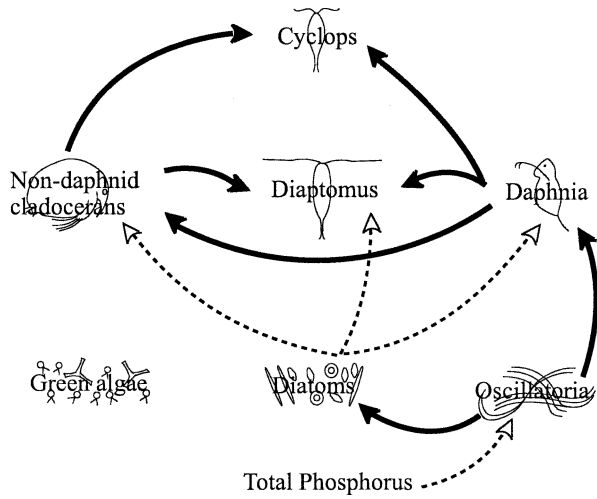 Cyclops
Non-daphnid
cladocerans
Diaptomus
Daphnia
Green algae
Diatoms
Oscillatoria
Total Phosphorus